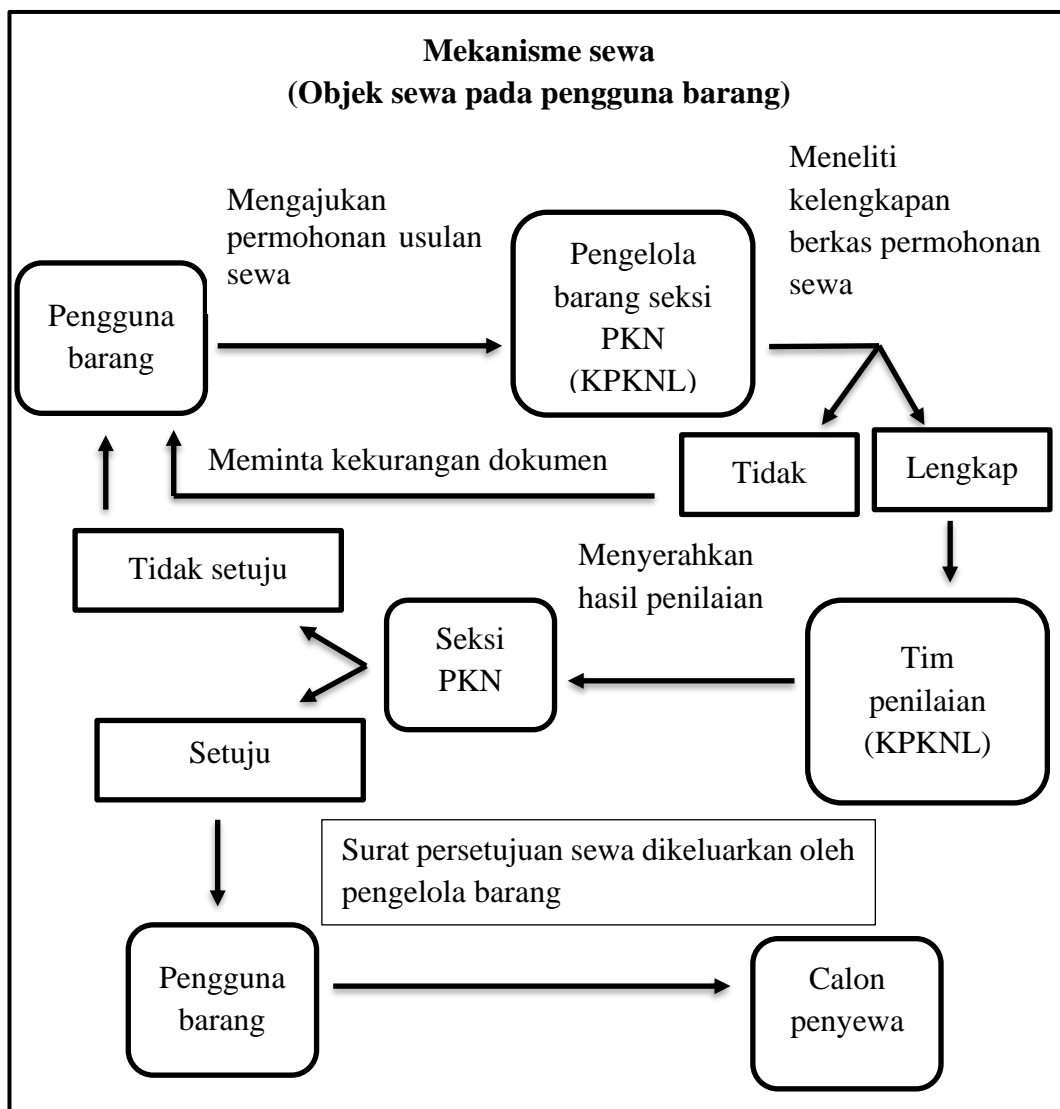 Mekanisme sewa
(Objek sewa pada pengguna barang)
Mengajukan
permohonan usulan
sewa
Meneliti
kelengkapan
berkas permohonan
sewa
Pengguna
barang
Pengelola
barang seksi
PKN
(KPKNL)
Meminta kekurangan dokumen
Tidak
Lengkap
Tidak setuju
Menyerahkan
hasil penilaian
Seksi
PKN
Tim
penilaian
(KPKNL)
Setuju
Surat persetujuan sewa dikeluarkan oleh
pengelola barang
Pengguna
barang
Calon
penyewa